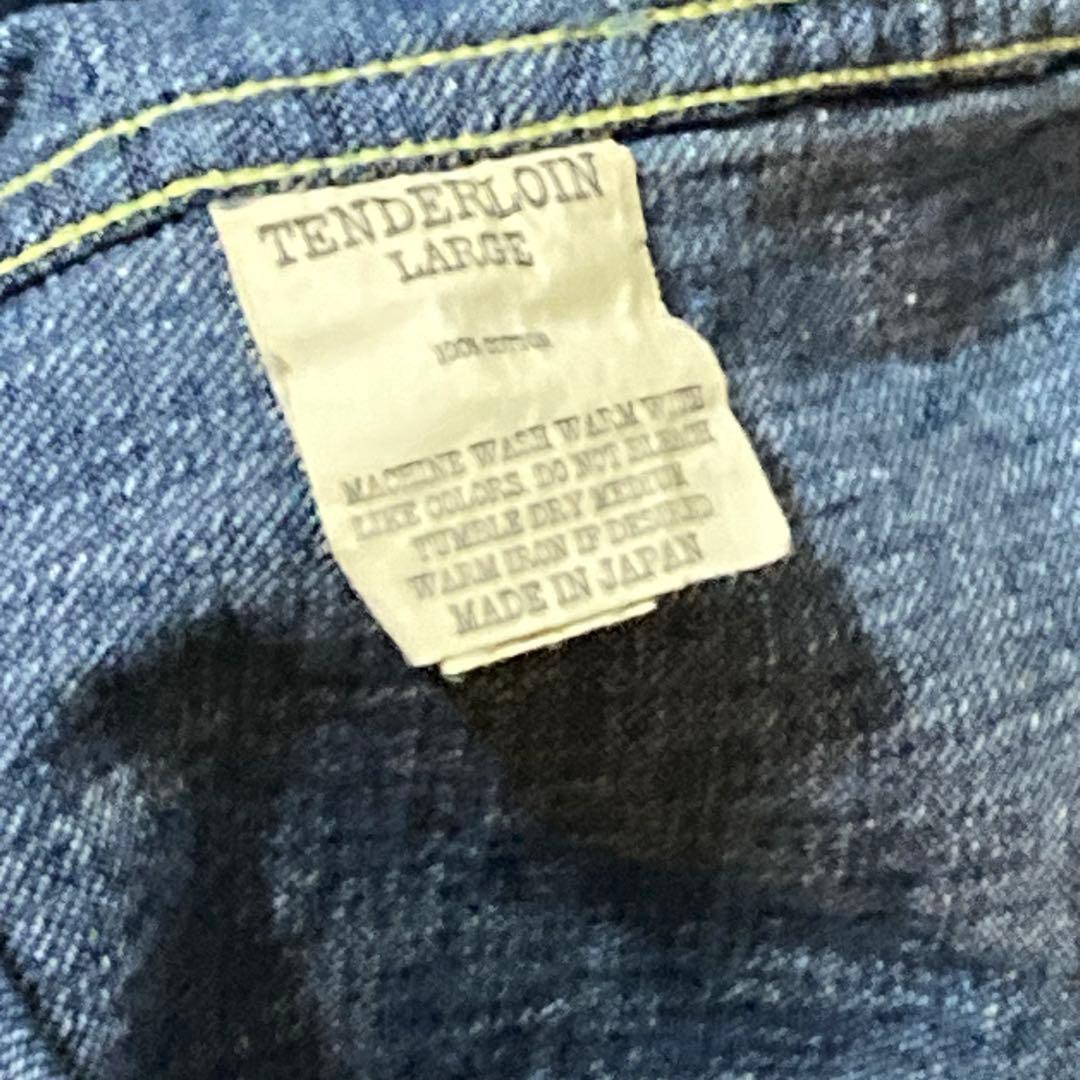 TENDERLOIN
LARGE
100% COTTON
MACHINE WASH WARM WITH
LIKE COLORS. DO NOT BLEACH
TUMBLE DRY MEDIUM
WARM IRON IF DESIRED
MADE IN JAPAN